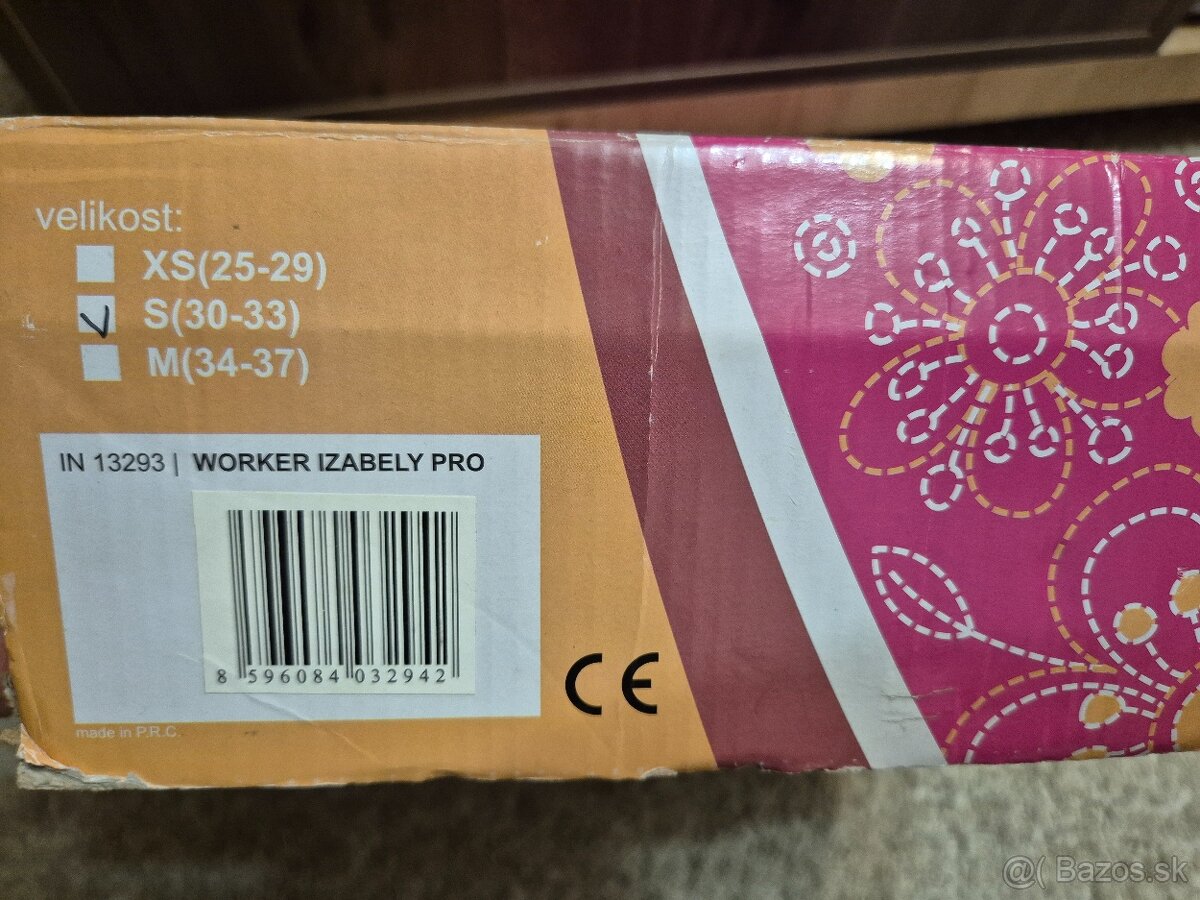 velikost:
XS(25-29)
S(30-33)
M(34-37)
IN 13293 | WORKER IZABELY PRO
8 596084 032942
CE
made in P.R.C.
@( Bazos.sk